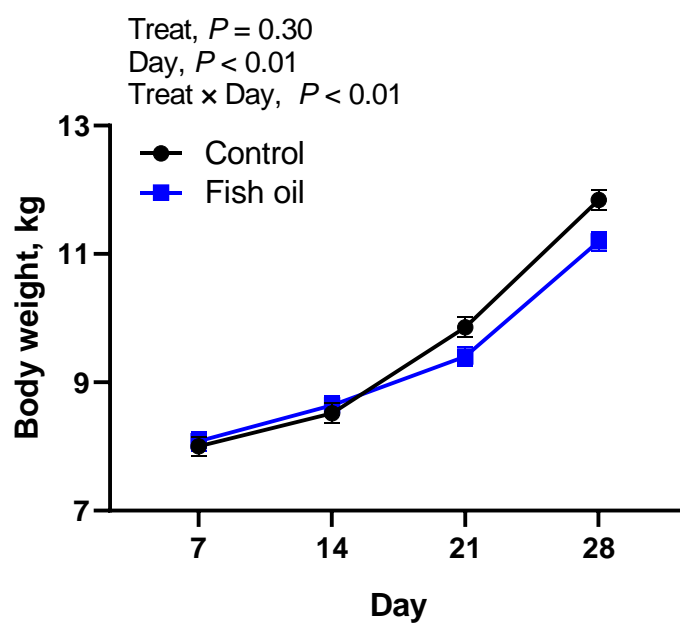 Treat, P = 0.30
Day, P < 0.01
Treat × Day, P < 0.01
13
Control
Fish oil
11
9
7
Body weight, kg
7 14 21 28
Day